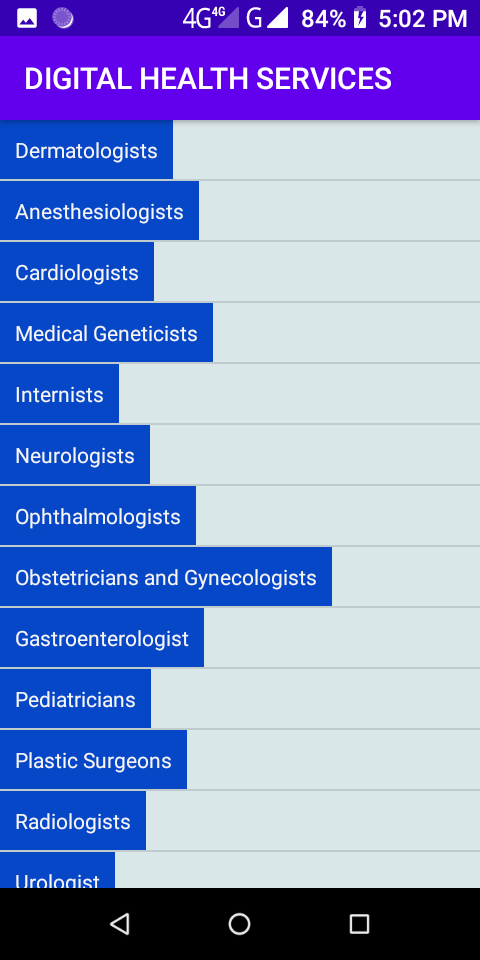 4G 4G G 84% 5:02 PM
DIGITAL HEALTH SERVICES
Dermatologists
Anesthesiologists
Cardiologists
Medical Geneticists
Internists
Neurologists
Ophthalmologists
Obstetricians and Gynecologists
Gastroenterologist
Pediatricians
Plastic Surgeons
Radiologists
Urologist